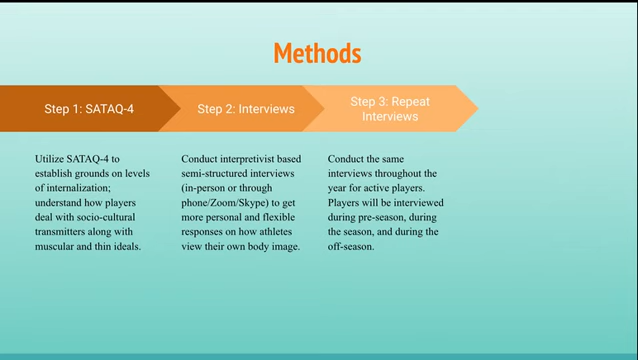 Methods
Step 1: SATAQ-4
Step 2: Interviews
Step 3: Repeat
Interviews
Utilize SATAQ-4 to
establish grounds on levels
of internalization;
understand how players
deal with socio-cultural
transmitters along with
muscular and thin ideals.
Conduct interpretivist based
semi-structured interviews
(in-person or through
phone/Zoom/Skype) to get
more personal and flexible
responses on how athletes
view their own body image.
Conduct the same
interviews throughout the
year for active players.
Players will be interviewed
during pre-season, during
the season, and during the
off-season.